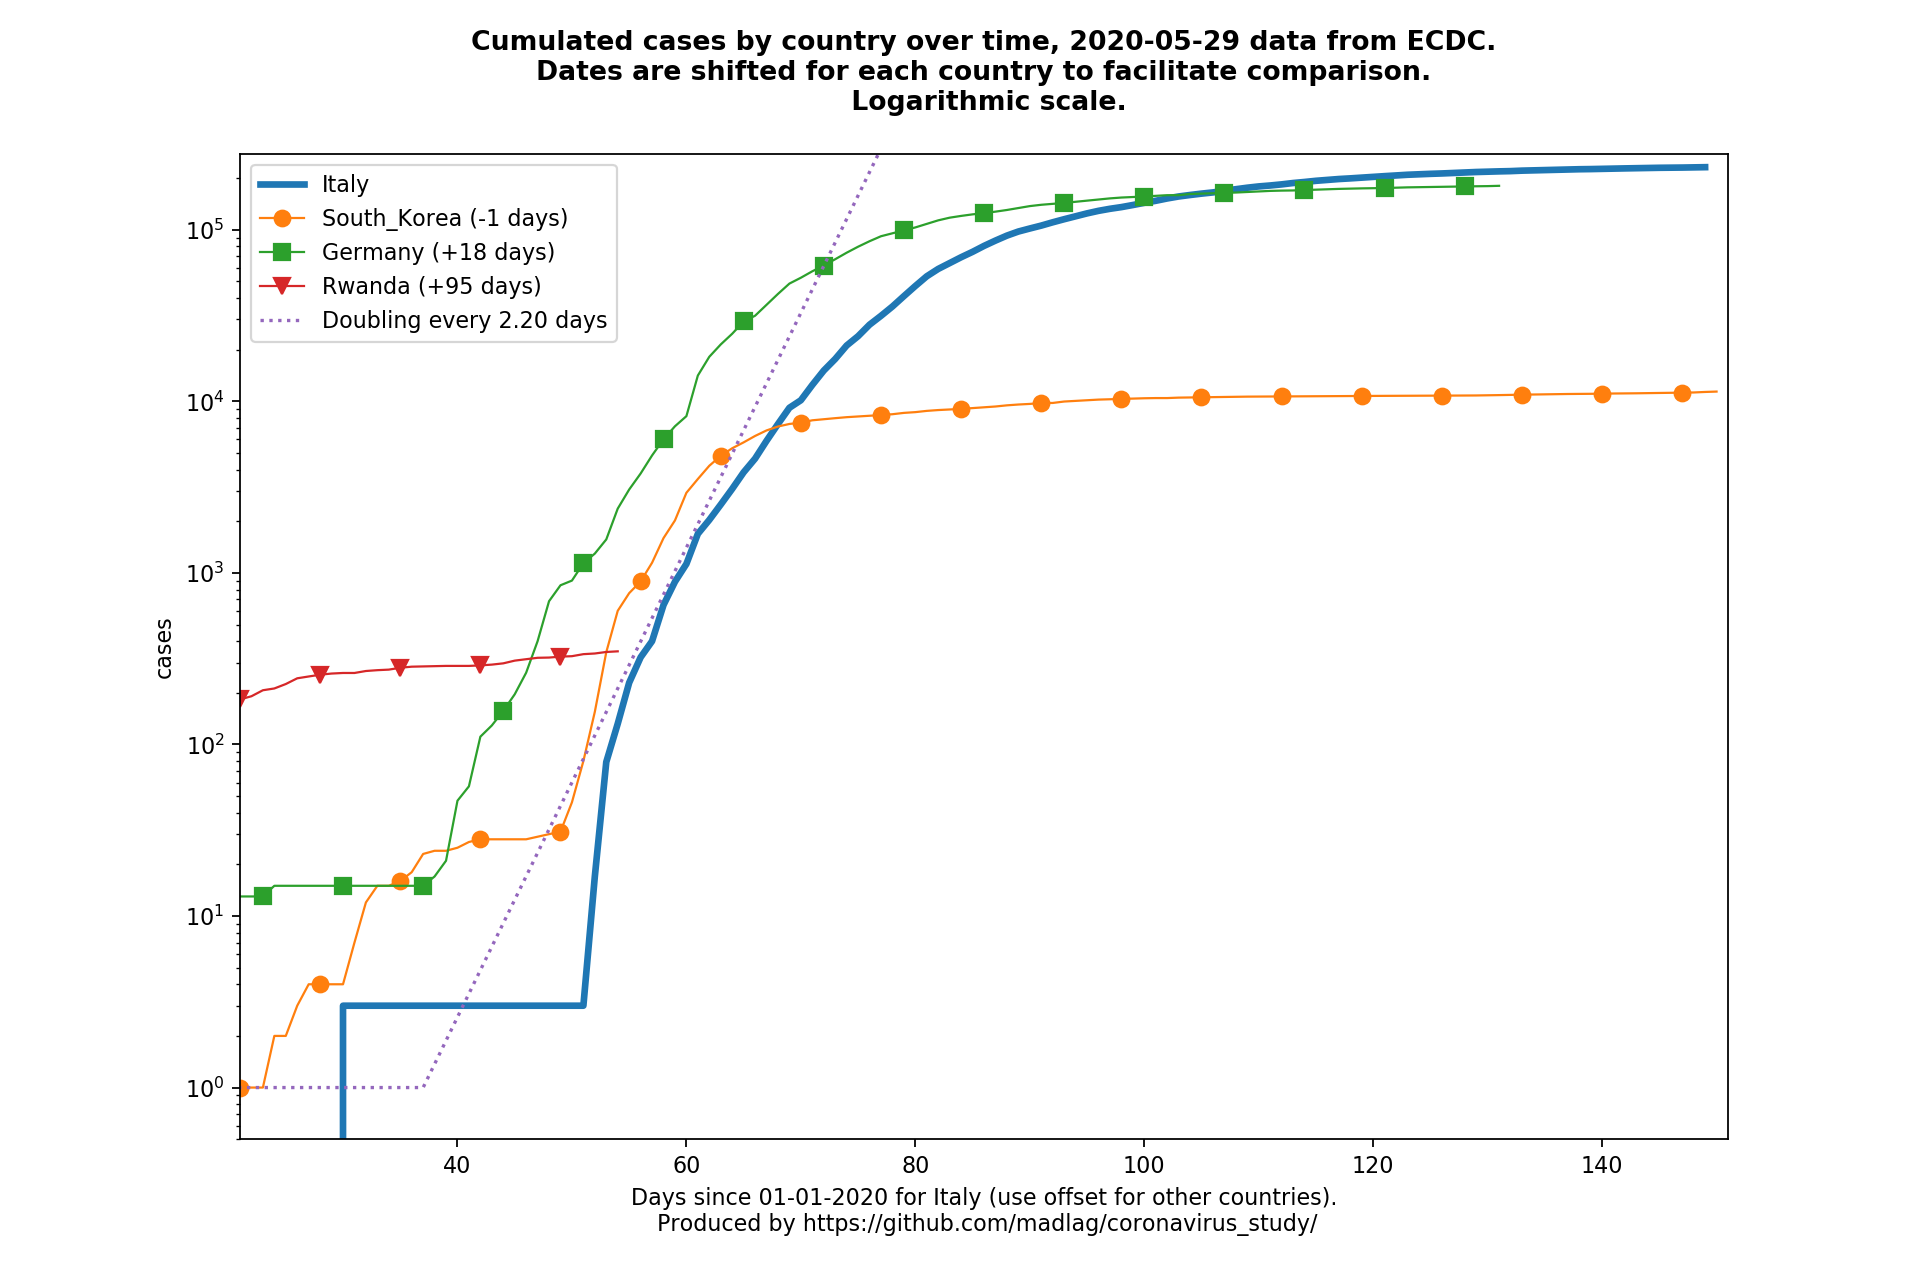 Cumulated cases by country over time, 2020-05-29 data from ECDC.
Dates are shifted for each country to facilitate comparison.
Logarithmic scale.
Italy
South_Korea (-1 days)
Germany (+18 days)
Rwanda (+95 days)
Doubling every 2.20 days
cases
10^5
10^4
10^3
10^2
10^1
10^0
40 60 80 100 120 140
Days since 01-01-2020 for Italy (use offset for other countries).
Produced by https://github.com/madlag/coronavirus_study/